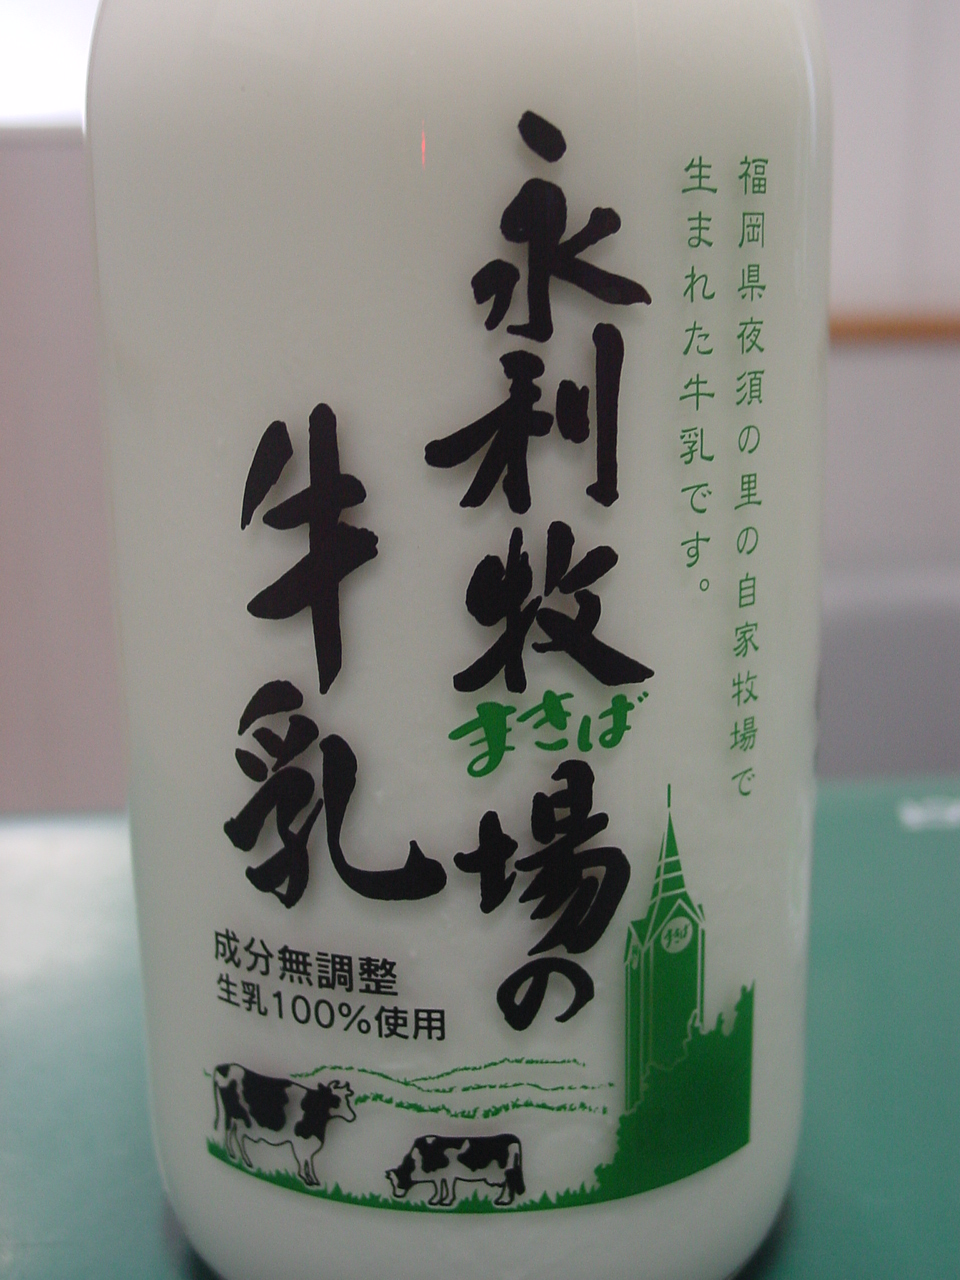 福岡県夜須の里の自家牧場で
生まれた牛乳です。
永利牧場の
まきば
牛乳
成分無調整
生乳100%使用